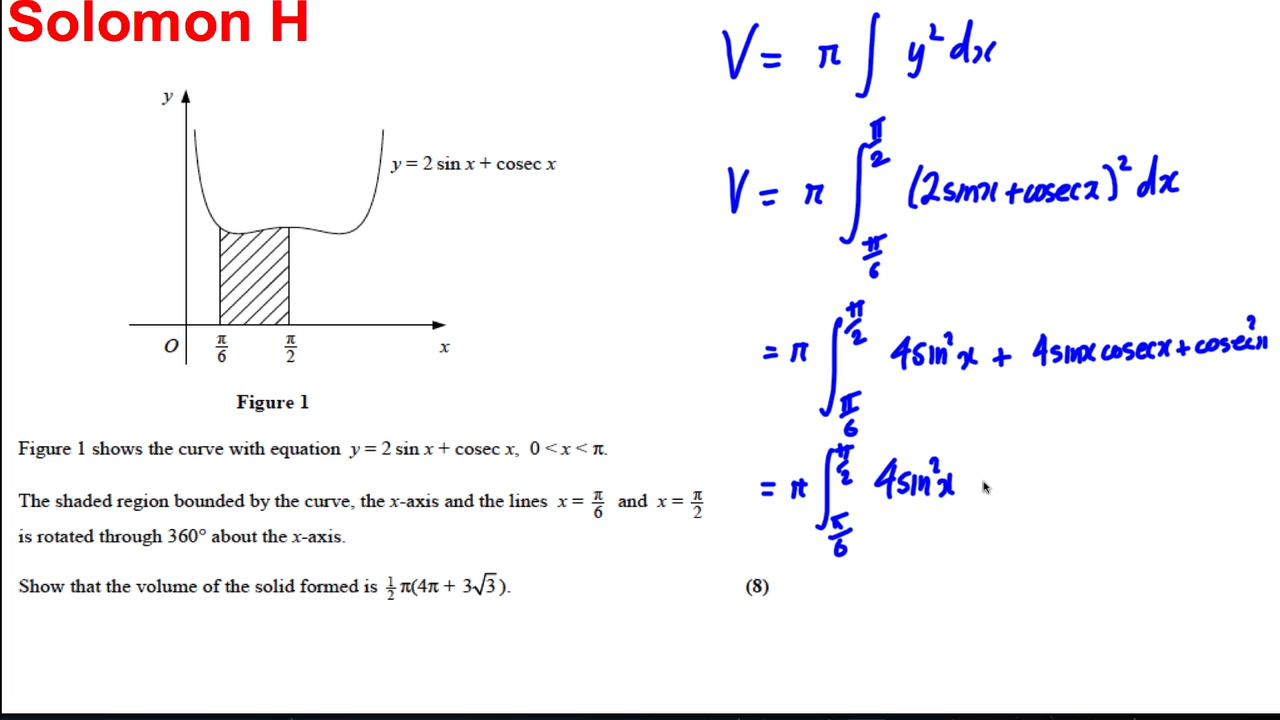 Solomon H
y
y = 2 sin x + cosec x
O
π/6
π/2
x
Figure 1
Figure 1 shows the curve with equation y = 2 sin x + cosec x, 0 < x < π.
The shaded region bounded by the curve, the x-axis and the lines x = π/6 and x = π/2
is rotated through 360° about the x-axis.
Show that the volume of the solid formed is ½π(4π + 3√3). (8)
V = π ∫ y² dx
V = π ∫_{π/6}^{π/2} (2sinx + cosecx)² dx
= π ∫_{π/6}^{π/2} 4sin²x + 4sinx cosecx + cosec²x
= π ∫_{π/6}^{π/2} 4sin²x